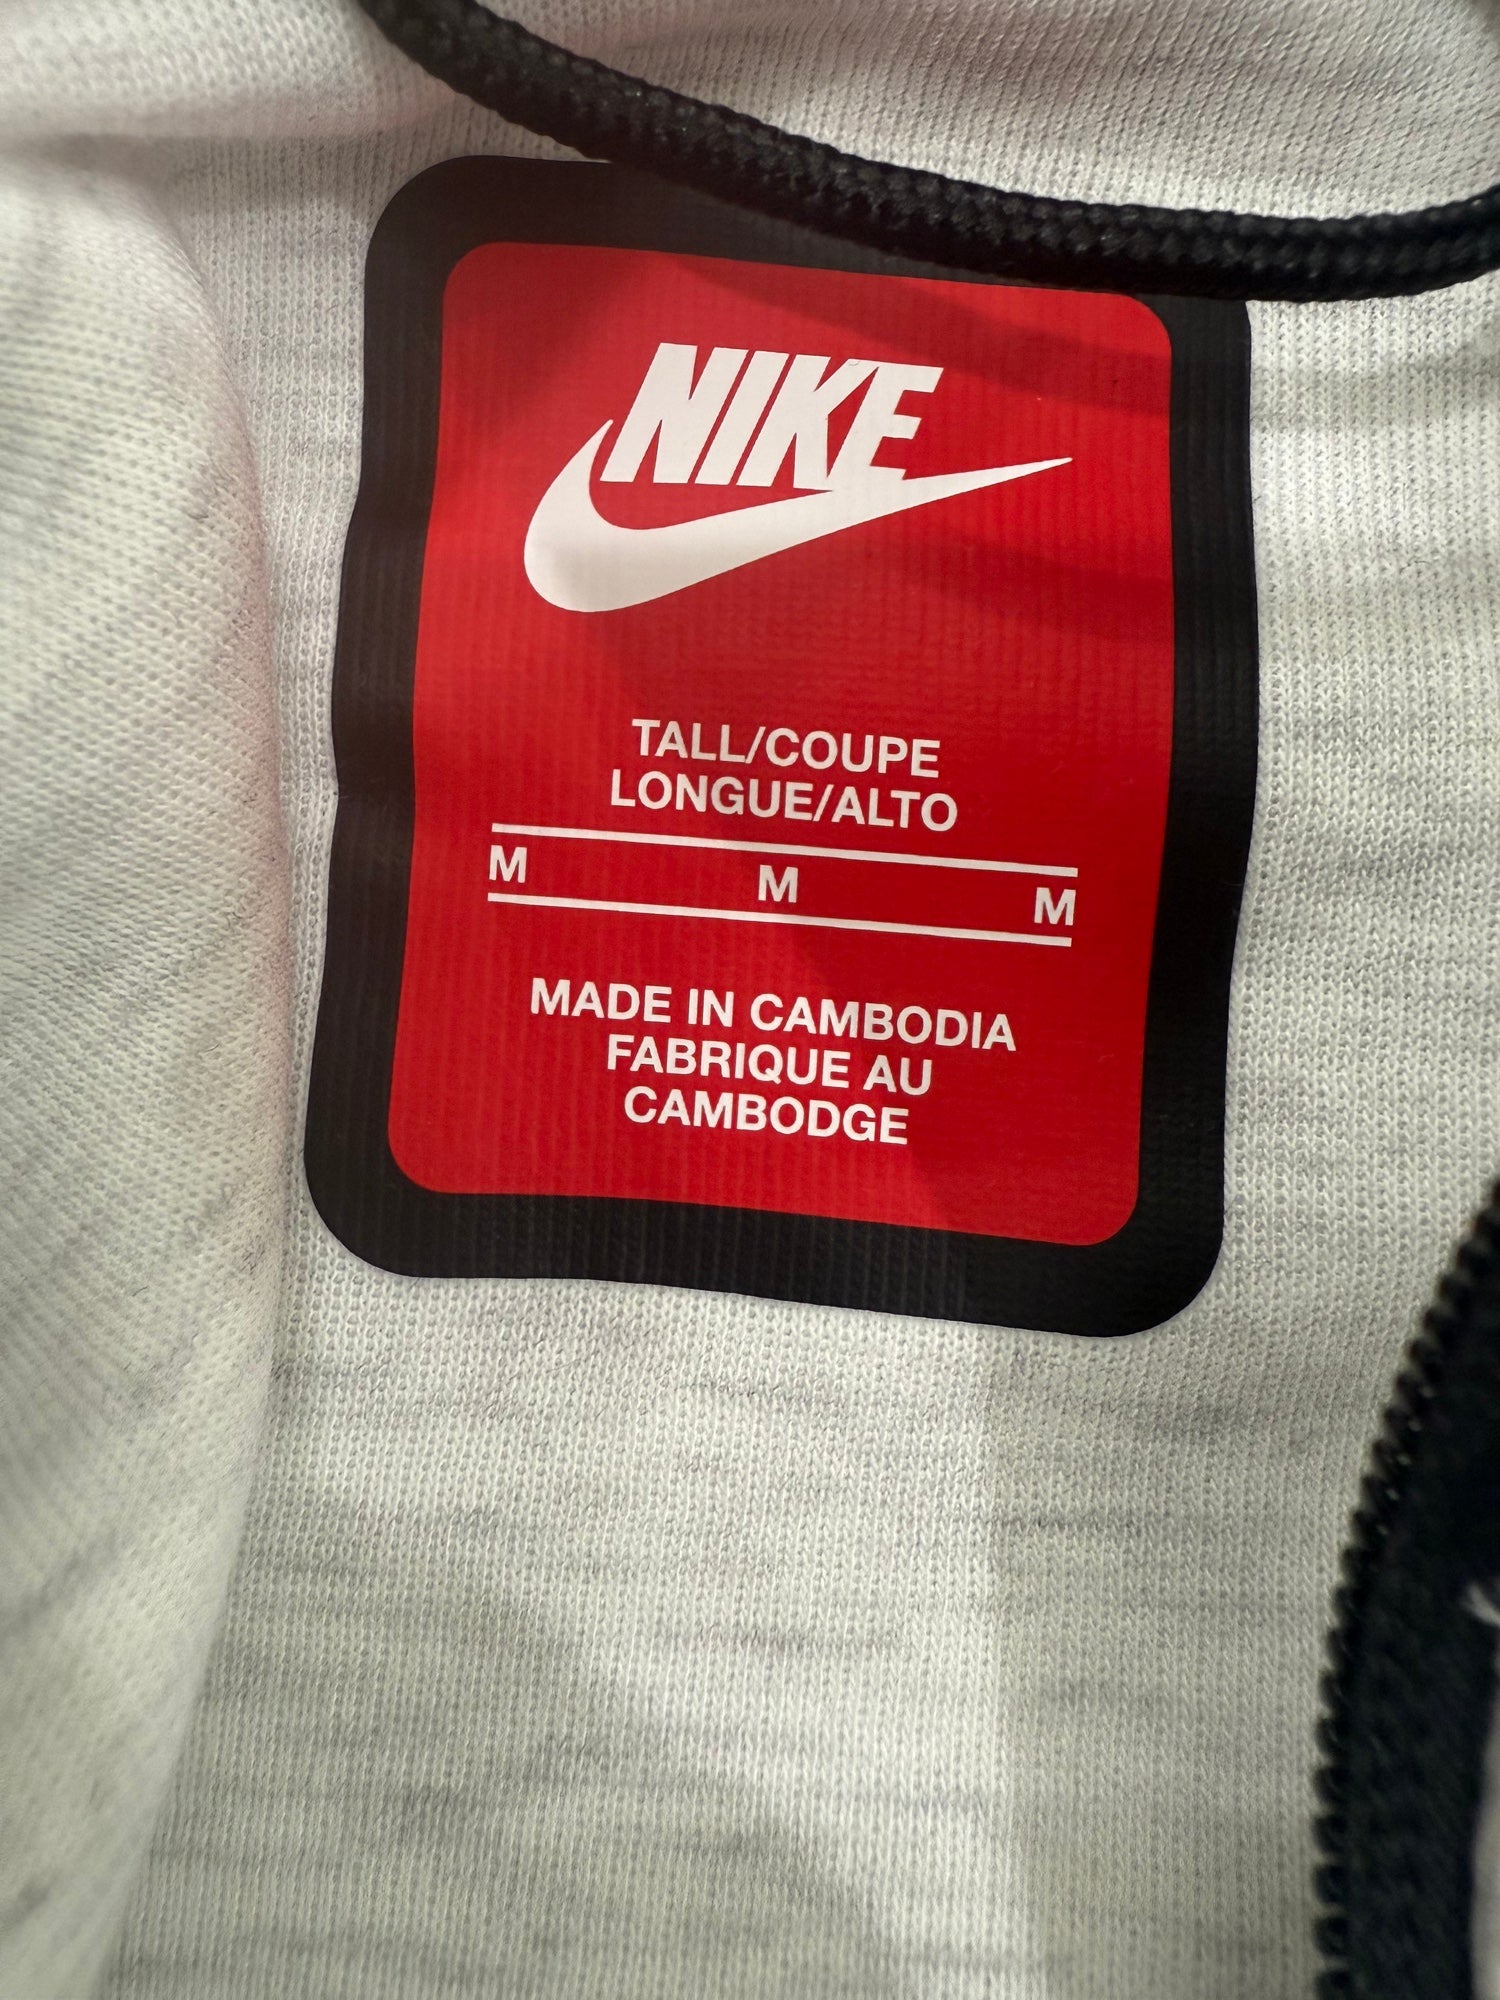 NIKE
TALL/COUPE
LONGUE/ALTO
M M M
MADE IN CAMBODIA
FABRIQUE AU
CAMBODGE